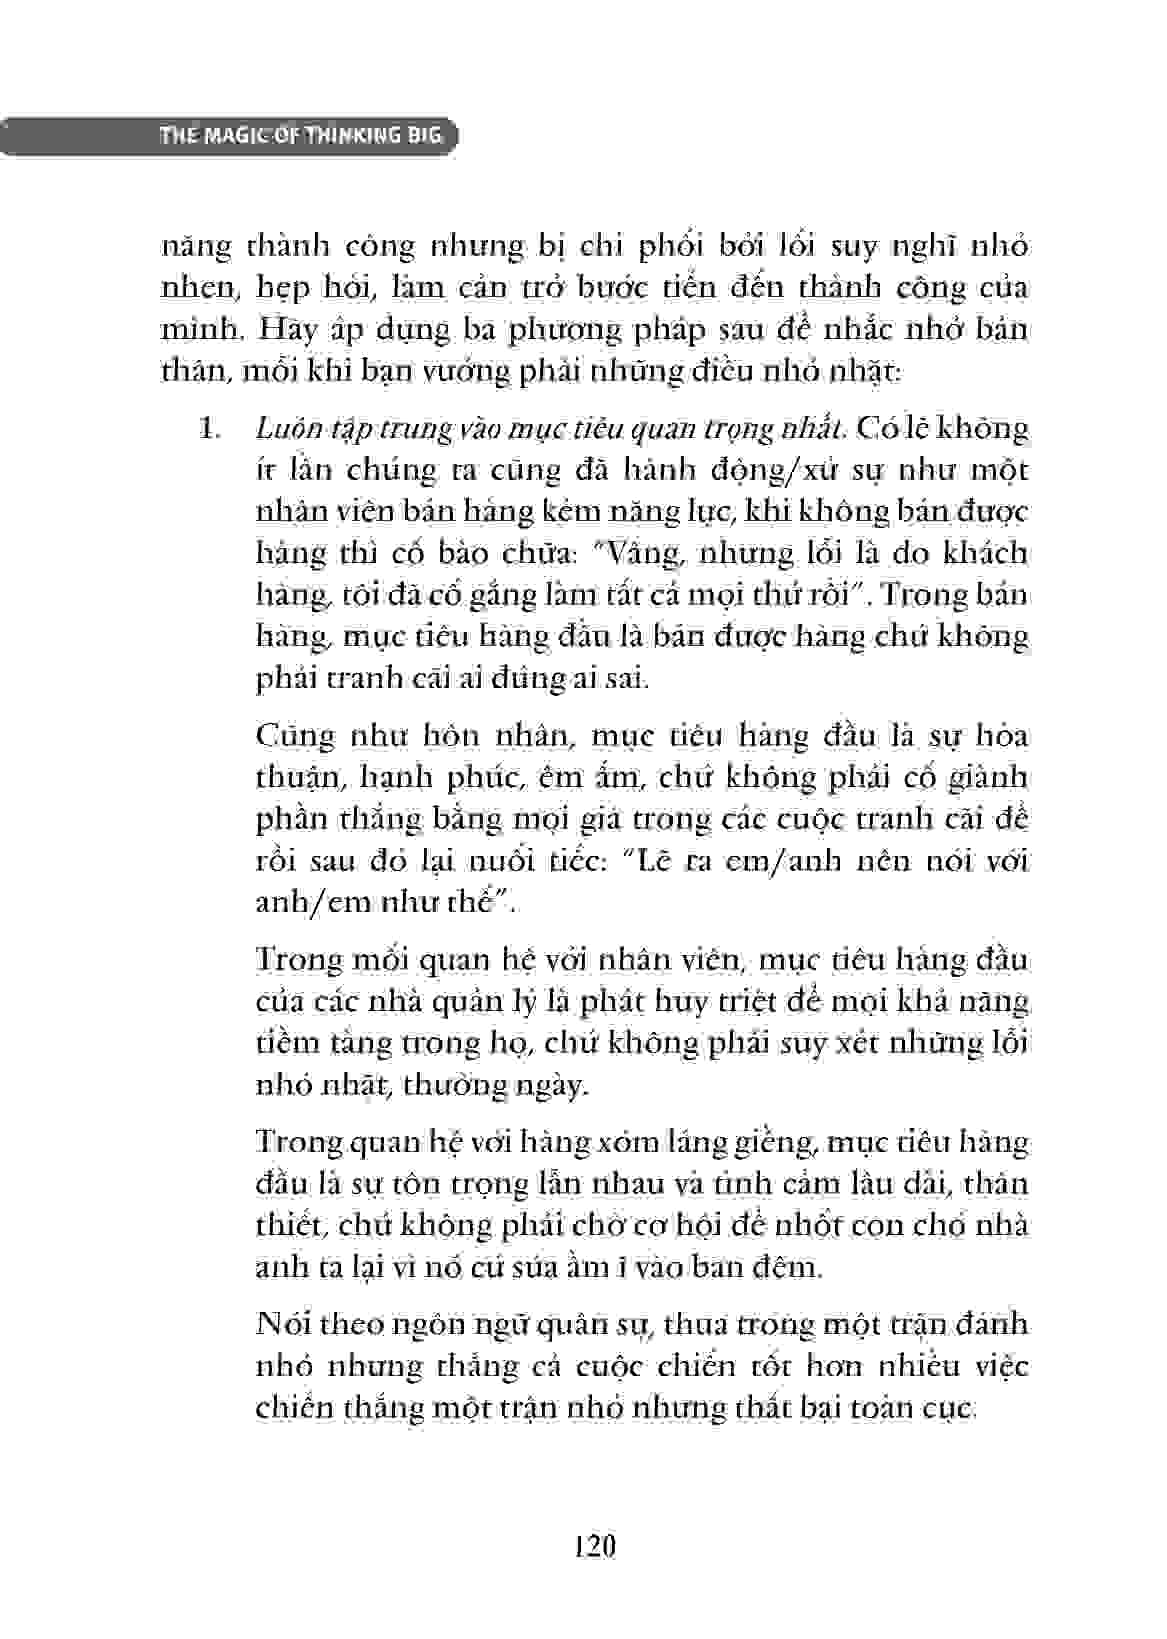 THE MAGIC OF THINKING BIG
năng thành công nhưng bị chi phối bởi lối suy nghĩ nhỏ
nhen, hẹp hòi, làm cản trở bước tiến đến thành công của
mình. Hãy áp dụng ba phương pháp sau để nhắc nhở bản
thân, mỗi khi bạn vướng phải những điều nhỏ nhặt:
1. Luôn tập trung vào mục tiêu quan trọng nhất. Có lẽ không
ít lần chúng ta cũng đã hành động/xử sự như một
nhân viên bán hàng kém năng lực, khi không bán được
hàng thì cố bào chữa: "Vâng, nhưng lỗi là do khách
hàng, tôi đã cố gắng làm tất cả mọi thứ rồi". Trong bán
hàng, mục tiêu hàng đầu là bán được hàng chứ không
phải tranh cãi ai đúng ai sai.
Cũng như hôn nhân, mục tiêu hàng đầu là sự hòa
thuận, hạnh phúc, êm ấm, chứ không phải cố giành
phần thắng bằng mọi giá trong các cuộc tranh cãi để
rồi sau đó lại nuối tiếc: "Lẽ ra em/anh nên nói với
anh/em như thế".
Trong mối quan hệ với nhân viên, mục tiêu hàng đầu
của các nhà quản lý là phát huy triệt để mọi khả năng
tiềm tàng trong họ, chứ không phải suy xét những lỗi
nhỏ nhặt, thường ngày.
Trong quan hệ với hàng xóm láng giềng, mục tiêu hàng
đầu là sự tôn trọng lẫn nhau và tình cảm lâu dài, thân
thiết, chứ không phải chờ cơ hội để nhốt con chó nhà
anh ta lại vì nó cứ sủa ầm ĩ vào ban đêm.
Nói theo ngôn ngữ quân sự, thua trong một trận đánh
nhỏ nhưng thắng cả cuộc chiến tốt hơn nhiều việc
chiến thắng một trận nhỏ nhưng thất bại toàn cục.
120